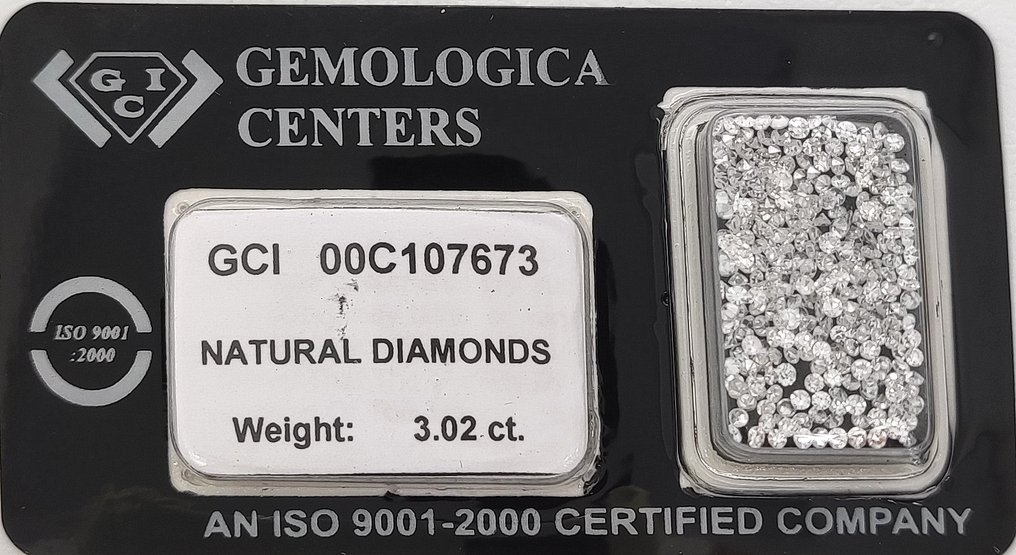 GCI
GEMOLOGICA
CENTERS
GCI 00C107673
NATURAL DIAMONDS
Weight: 3.02 ct.
ISO 9001
:2000
AN ISO 9001-2000 CERTIFIED COMPANY